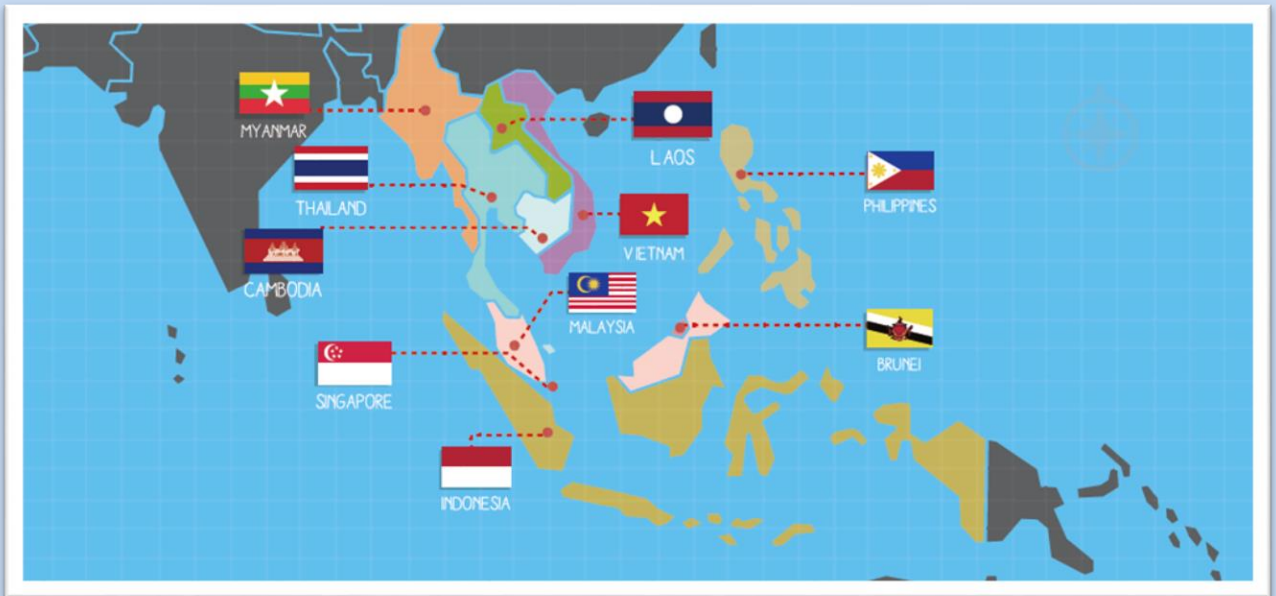 MYANMAR
LAOS
THAILAND
PHILIPPINES
VIETNAM
CAMBODIA
MALAYSIA
BRUNEI
SINGAPORE
INDONESIA